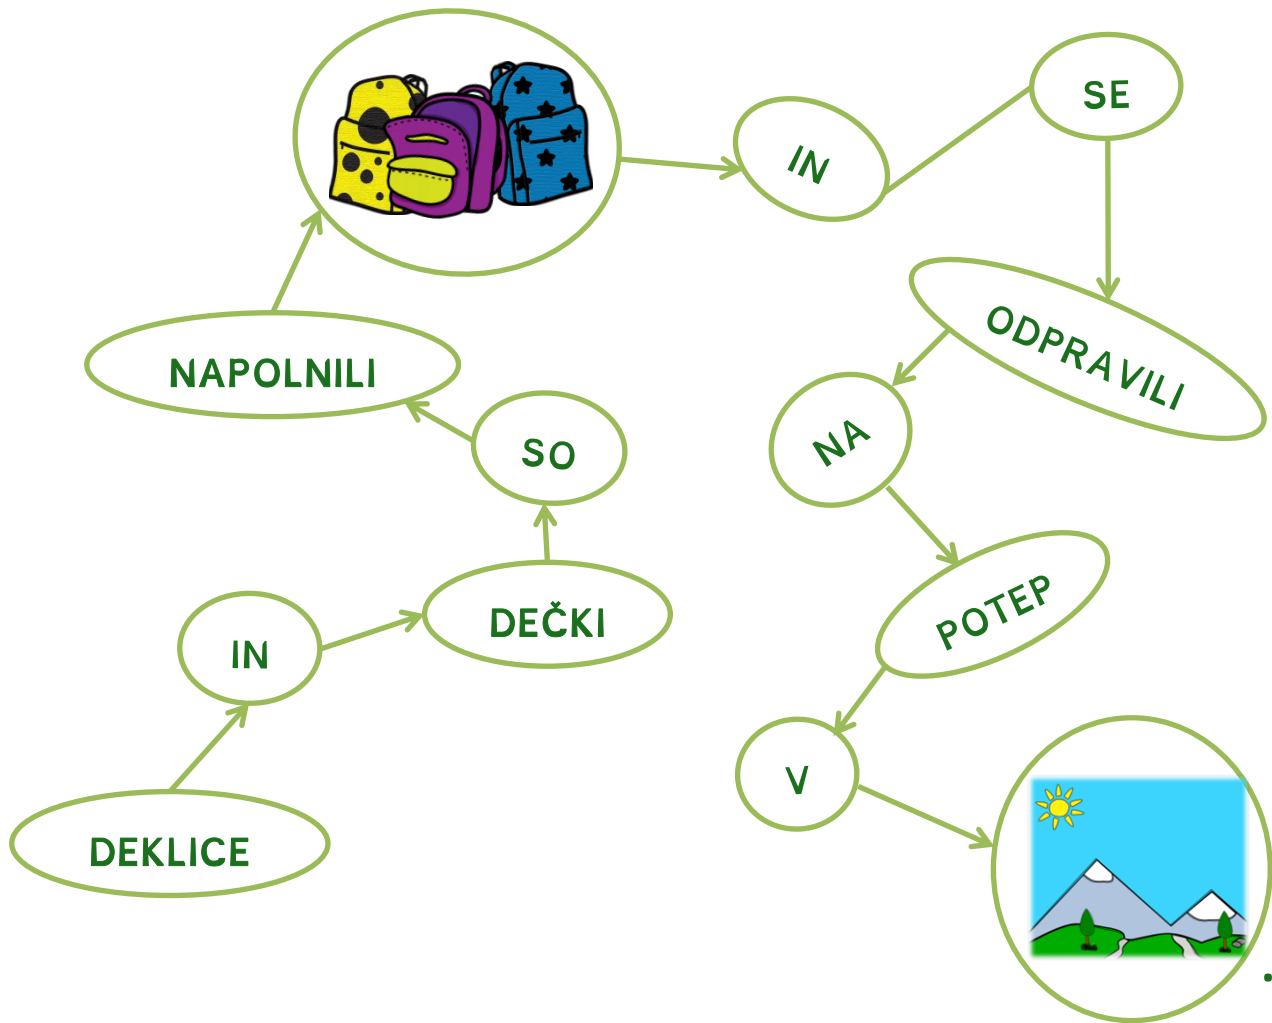 DEKLICE
IN
DEČKI
SO
NAPOLNILI
IN
SE
ODPRAVILI
NA
POTEP
V
.